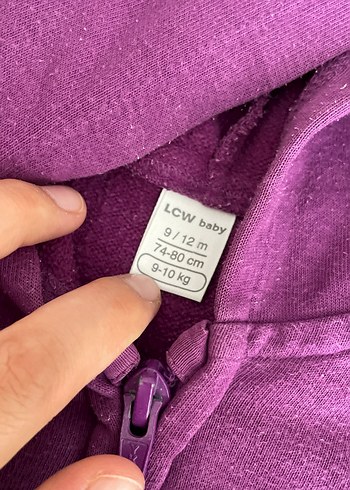 LCW baby
9 / 12 m
74-80 cm
9-10 kg